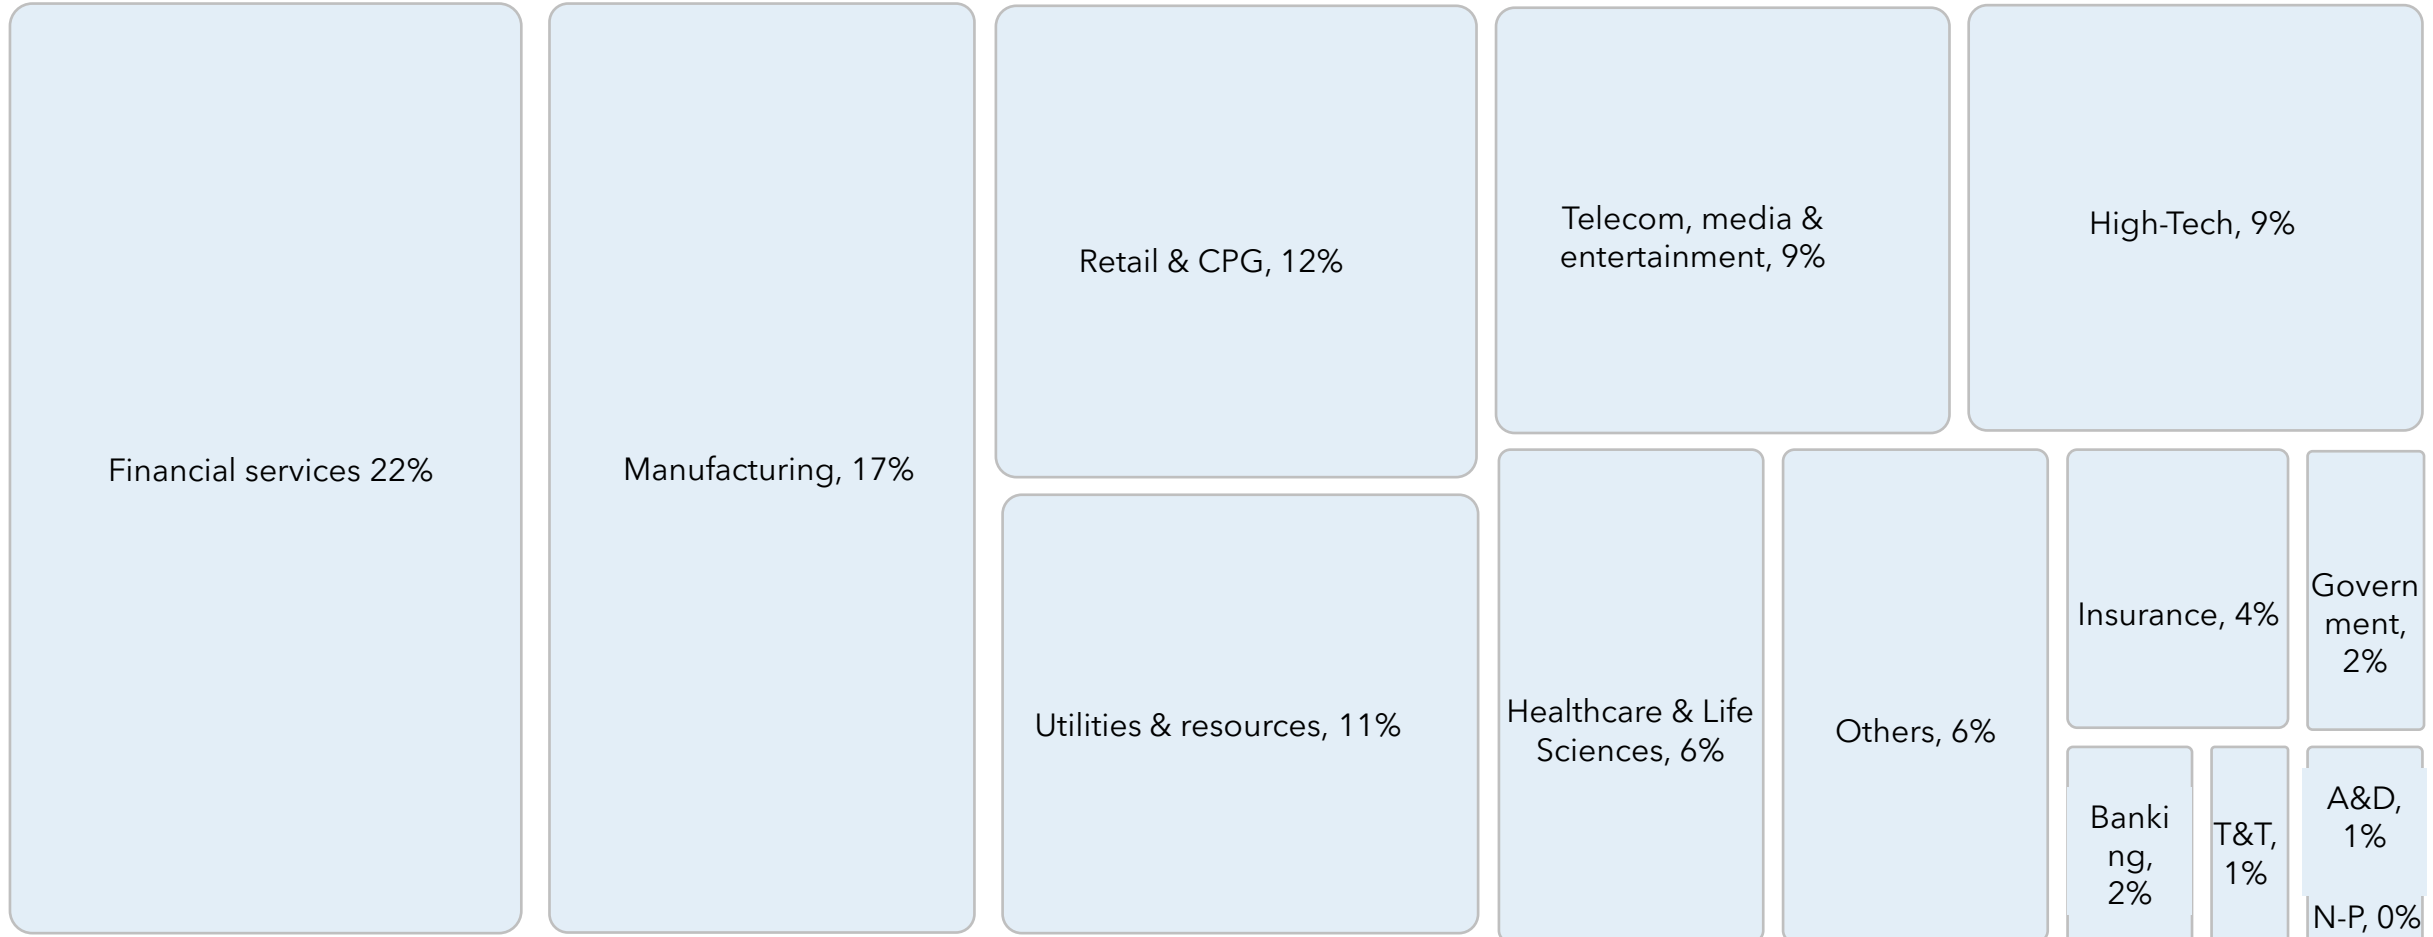 Financial services 22%
Manufacturing, 17%
Retail & CPG, 12%
Utilities & resources, 11%
Telecom, media &
entertainment, 9%
High-Tech, 9%
Healthcare & Life
Sciences, 6%
Others, 6%
Insurance, 4%
Govern
ment,
2%
Banki
ng,
2%
T&T,
1%
A&D,
1%
N-P, 0%